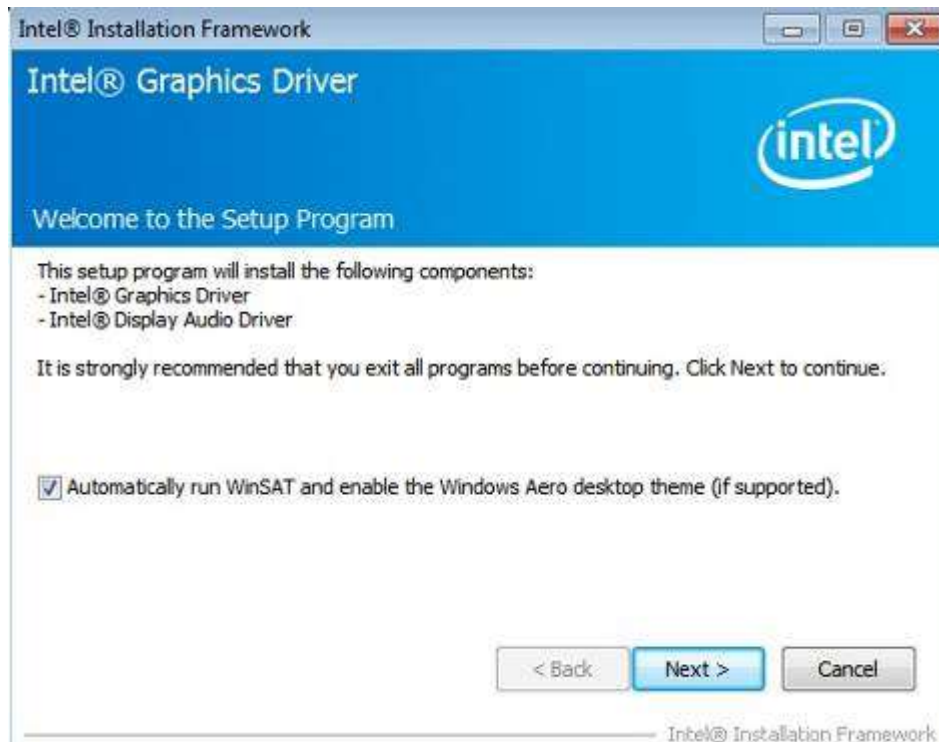 Intel® Installation Framework
Intel® Graphics Driver
intel
Welcome to the Setup Program
This setup program will install the following components:
- Intel® Graphics Driver
- Intel® Display Audio Driver
It is strongly recommended that you exit all programs before continuing. Click Next to continue.
Automatically run WinSAT and enable the Windows Aero desktop theme (if supported).
< Back Next > Cancel
Intel® Installation Framework